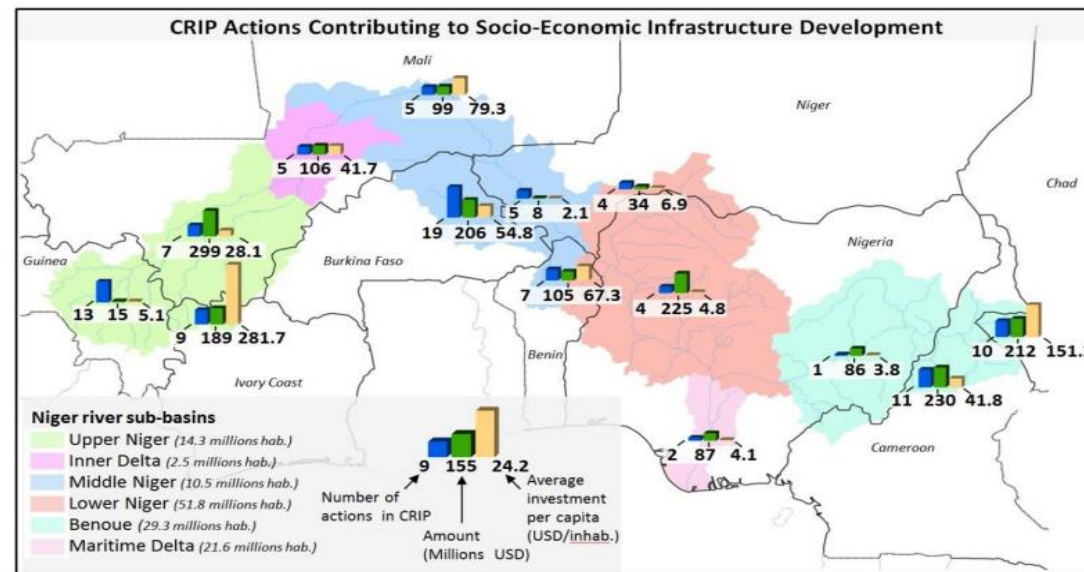 CRIP Actions Contributing to Socio-Economic Infrastructure Development
Mali
5 99 79.3
Niger
Chad
5 106 41.7
4 34 6.9
5 8 2.1
19 206 54.8
7 299 28.1
Guinea
Burkina Faso
Nigeria
7 105 67.3
4 225 4.8
13 15 5.1
9 189 281.7
10 212 151.
Benin
1 86 3.8
Ivory Coast
11 230 41.8
Cameroon
2 87 4.1
Niger river sub-basins
Upper Niger (14.3 millions hab.)
Inner Delta (2.5 millions hab.)
Middle Niger (10.5 millions hab.)
Lower Niger (51.8 millions hab.)
Benoue (29.3 millions hab.)
Maritime Delta (21.6 millions hab.)
9 155 24.2
Number of
actions in CRIP
Amount
(Millions USD)
Average
investment
per capita
(USD/inhab.)